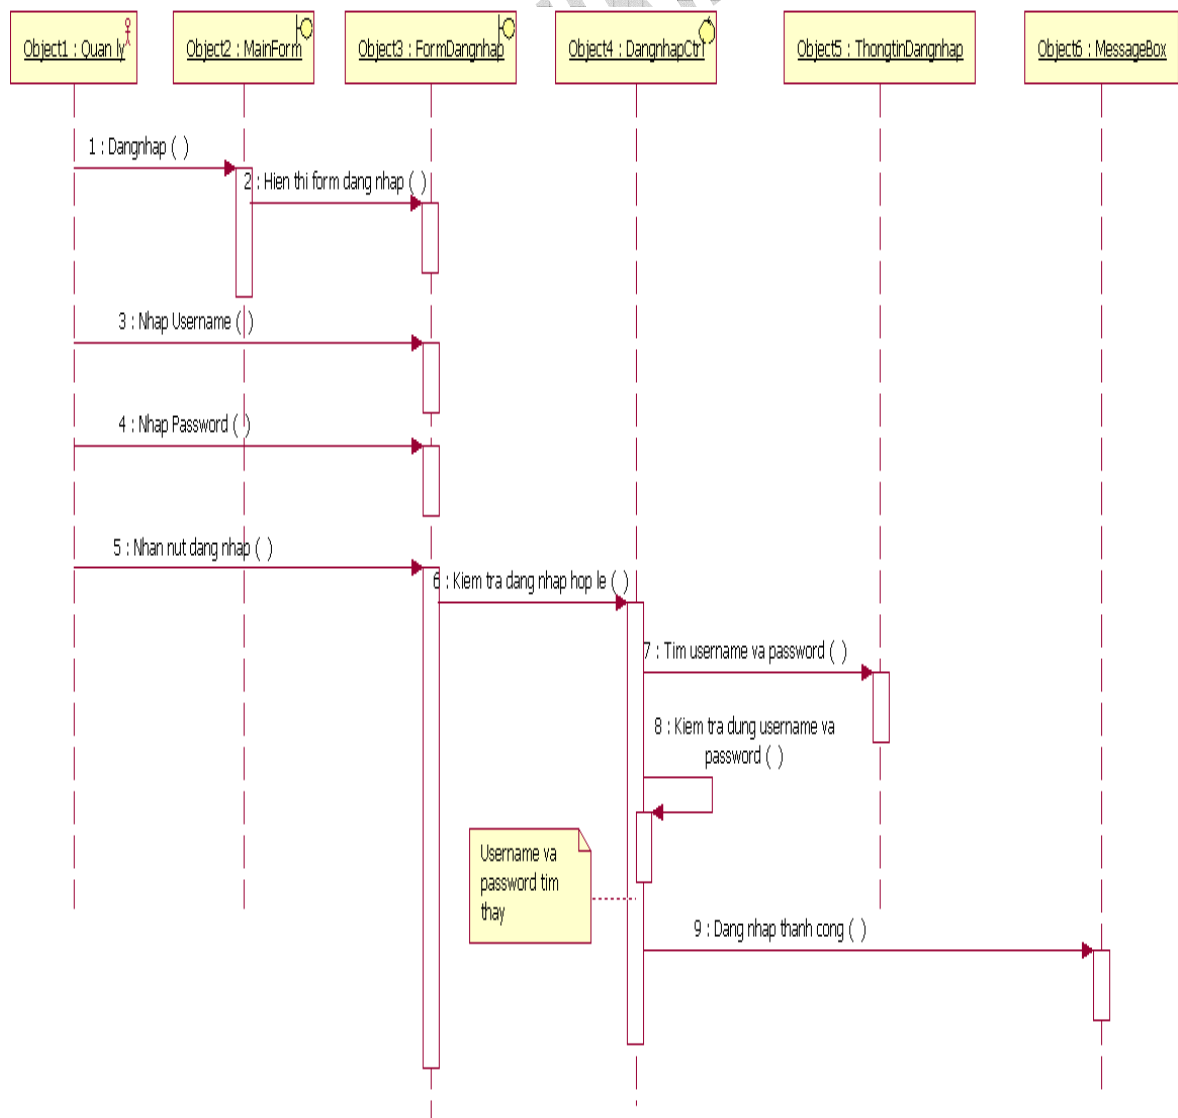 Object1 : Quan ly
Object2 : MainForm
Object3 : FormDangnhap
Object4 : DangnhapCtrl
Object5 : ThongtinDangnhap
Object6 : MessageBox
1 : Dangnhap ( )
2 : Hien thi form dang nhap ( )
3 : Nhap Username ( )
4 : Nhap Password ( )
5 : Nhan nut dang nhap ( )
6 : Kiem tra dang nhap hop le ( )
7 : Tim username va password ( )
8 : Kiem tra dung username va
password ( )
Username va
password tim
thay
9 : Dang nhap thanh cong ( )